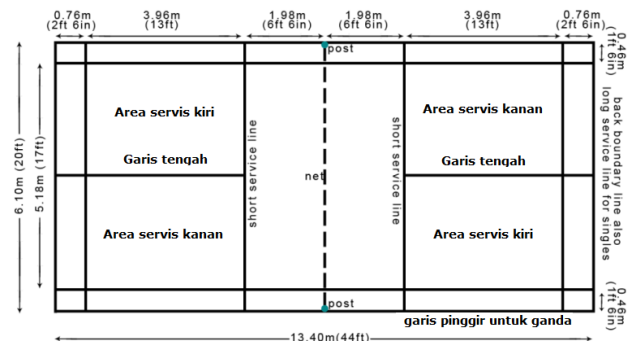 0.76m 3.96m 1.98m 1.98m 3.96m 0.76m
(2ft 6in) (13ft) (6ft 6in) (6ft 6in) (13ft) (2ft 6in)
post
0.46m
(1ft 6in)
Area servis kiri
Area servis kanan
Garis tengah
Garis tengah
6.10m (20ft)
5.18m (17ft)
short service line
net
short service line
back boundary line also
long service line for singles
Area servis kanan
Area servis kiri
post
0.46m
(1ft 6in)
garis pinggir untuk ganda
13.40m(44ft)